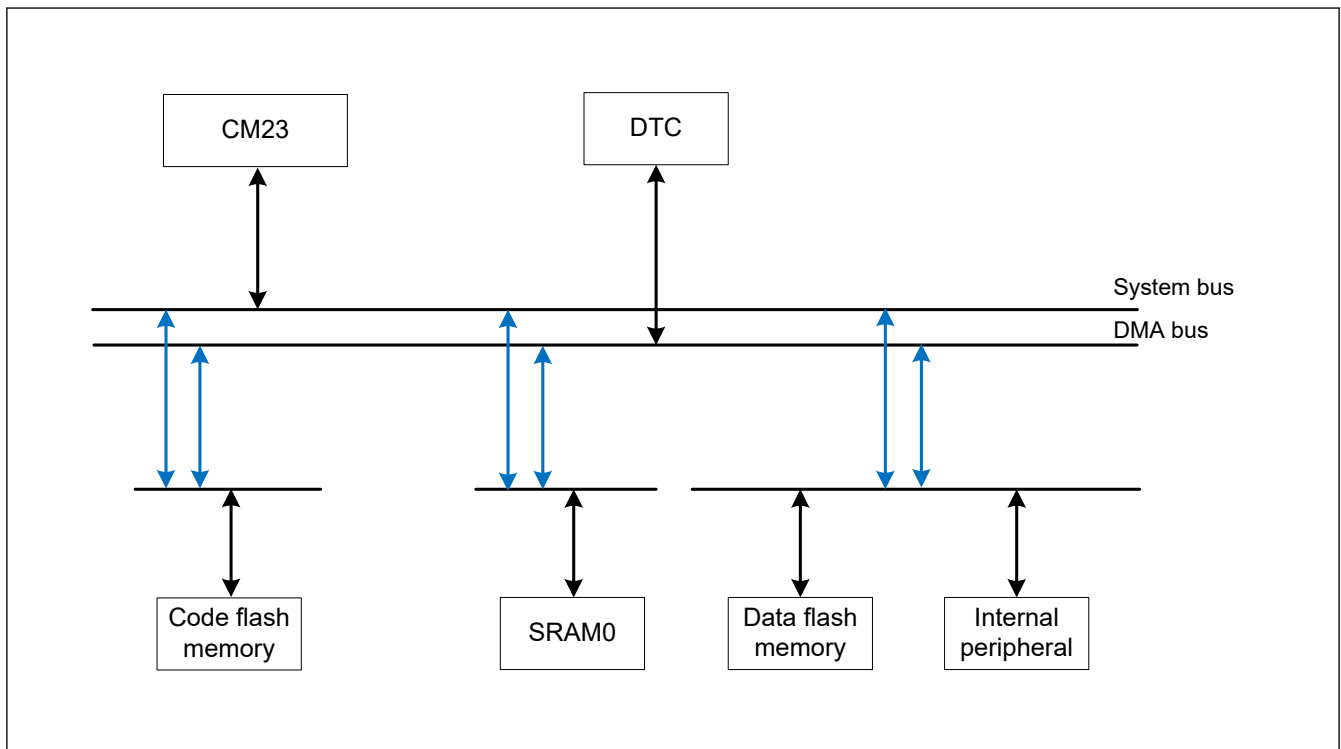 CM23
DTC
System bus
DMA bus
Code flash
memory
SRAM0
Data flash
memory
Internal
peripheral